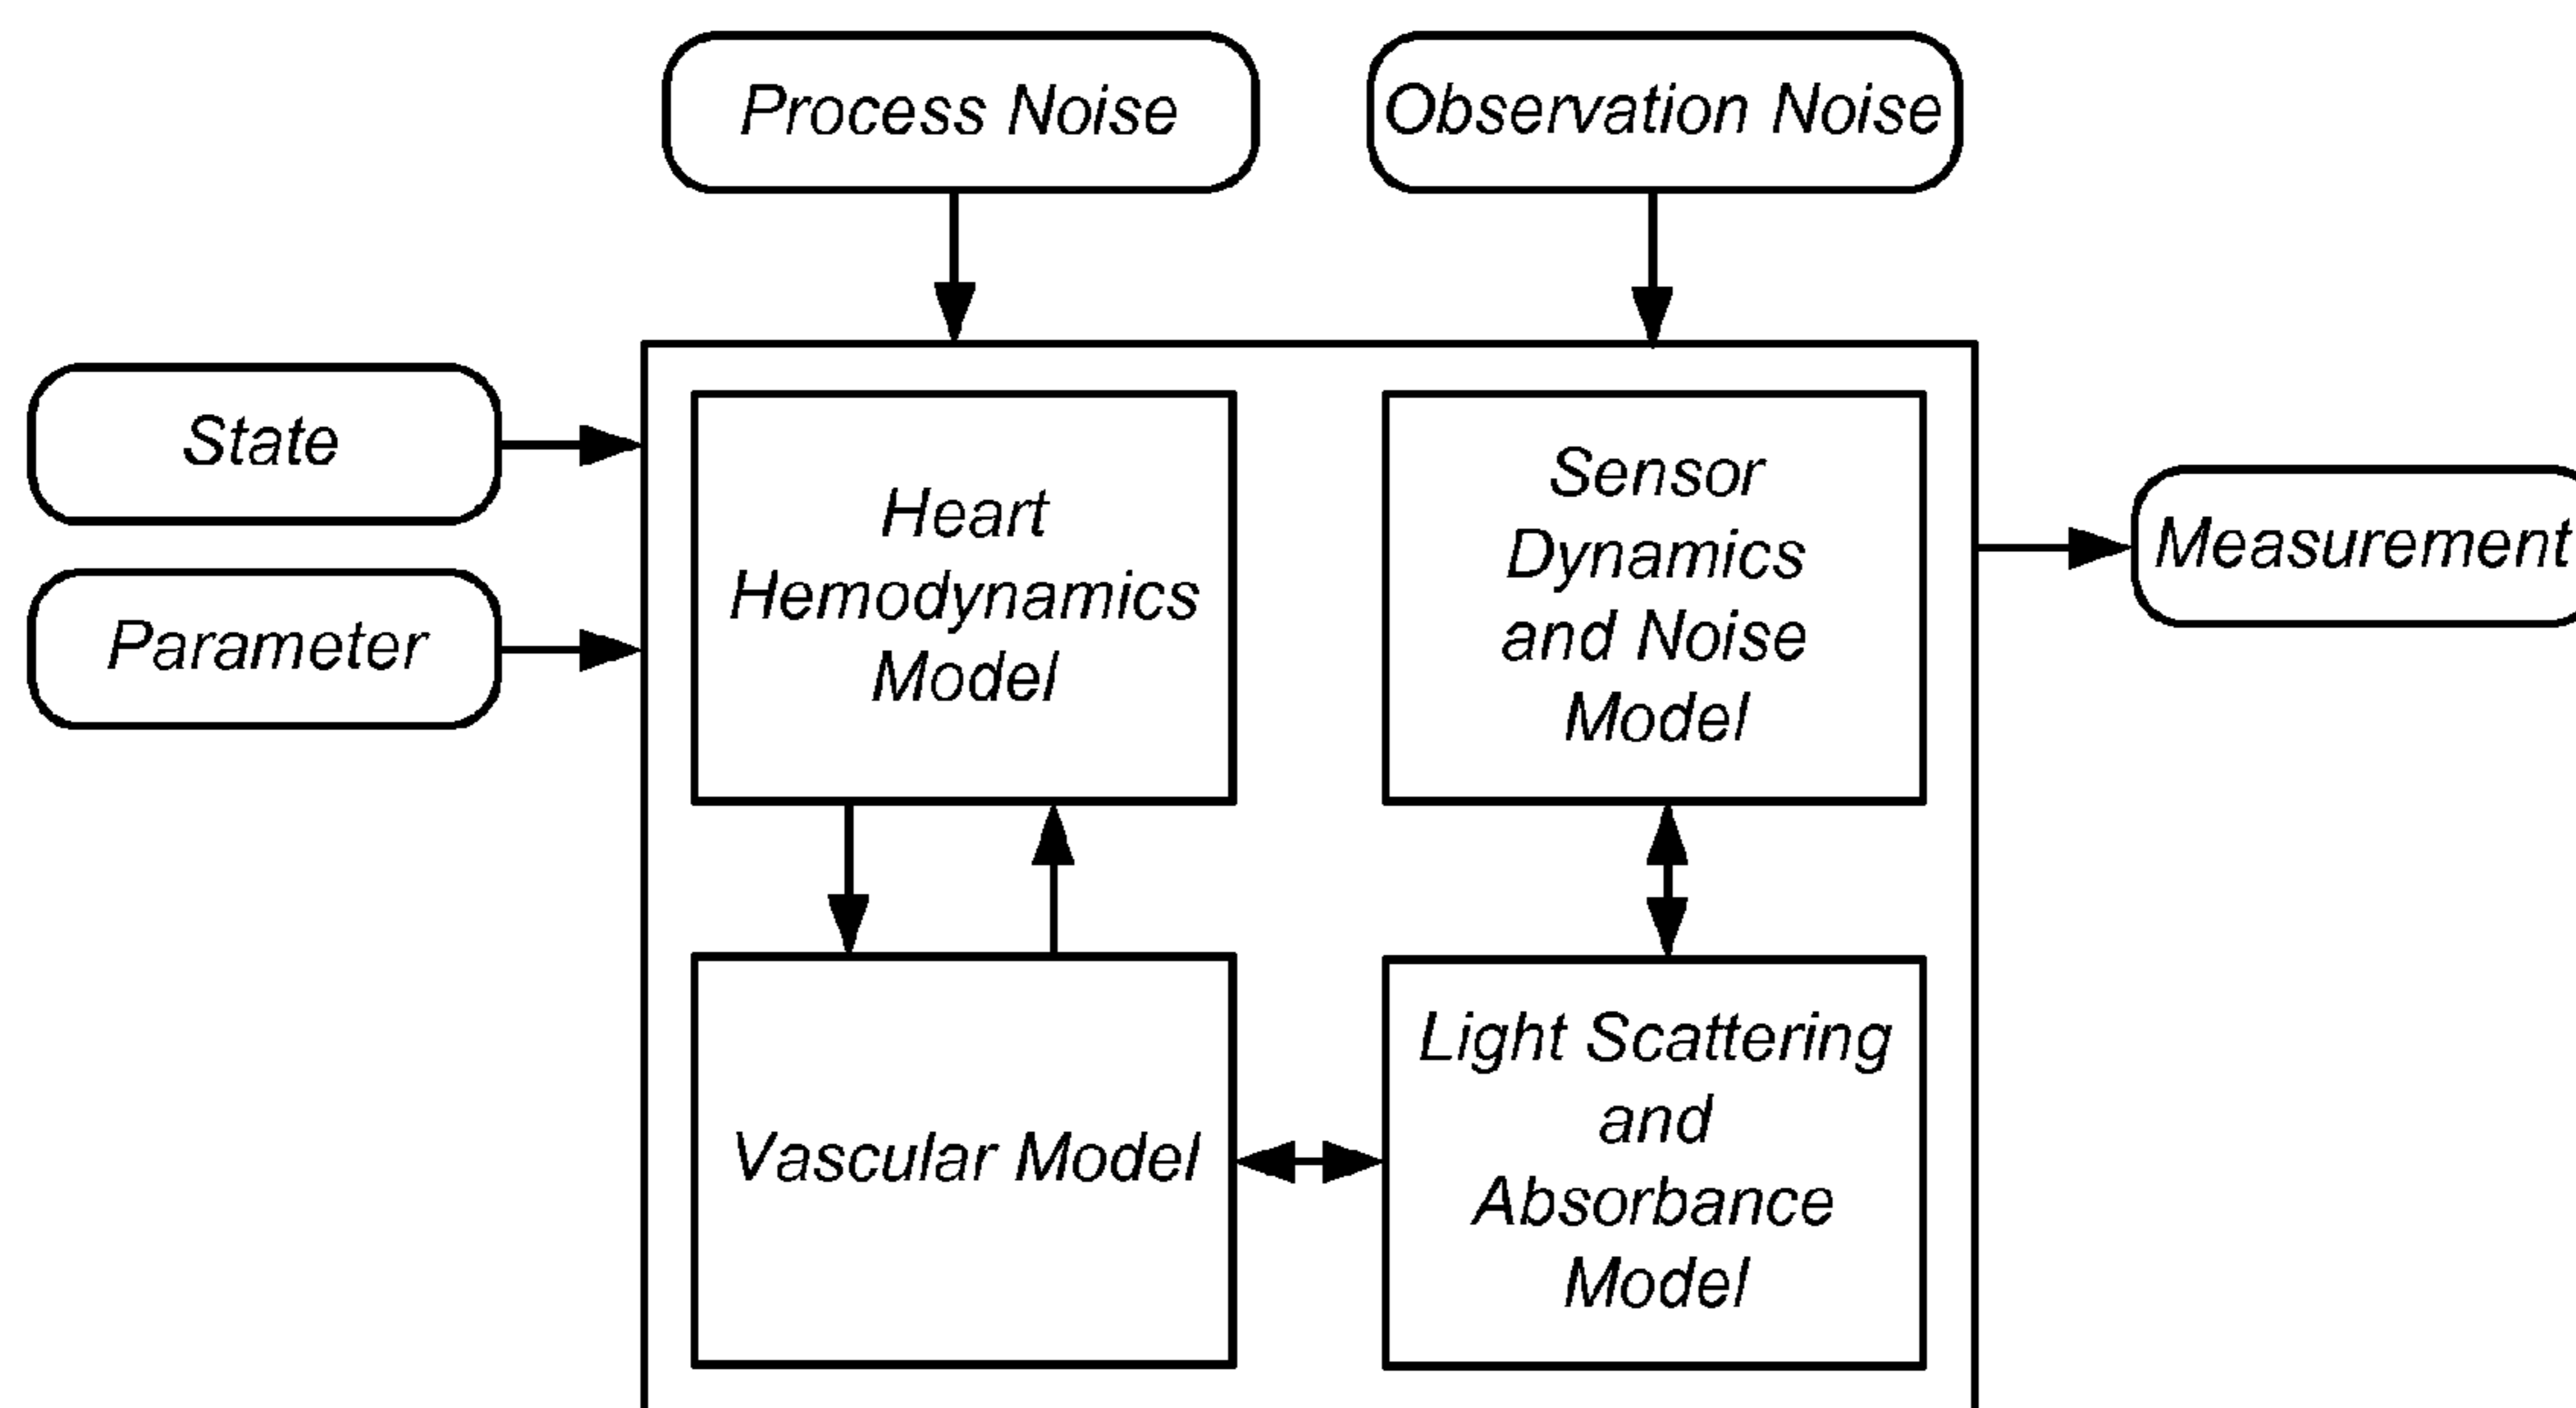 Process Noise
Observation Noise
State
Parameter
Heart
Hemodynamics
Model
Sensor
Dynamics
and Noise
Model
Measurement
Vascular Model
Light Scattering
and
Absorbance
Model